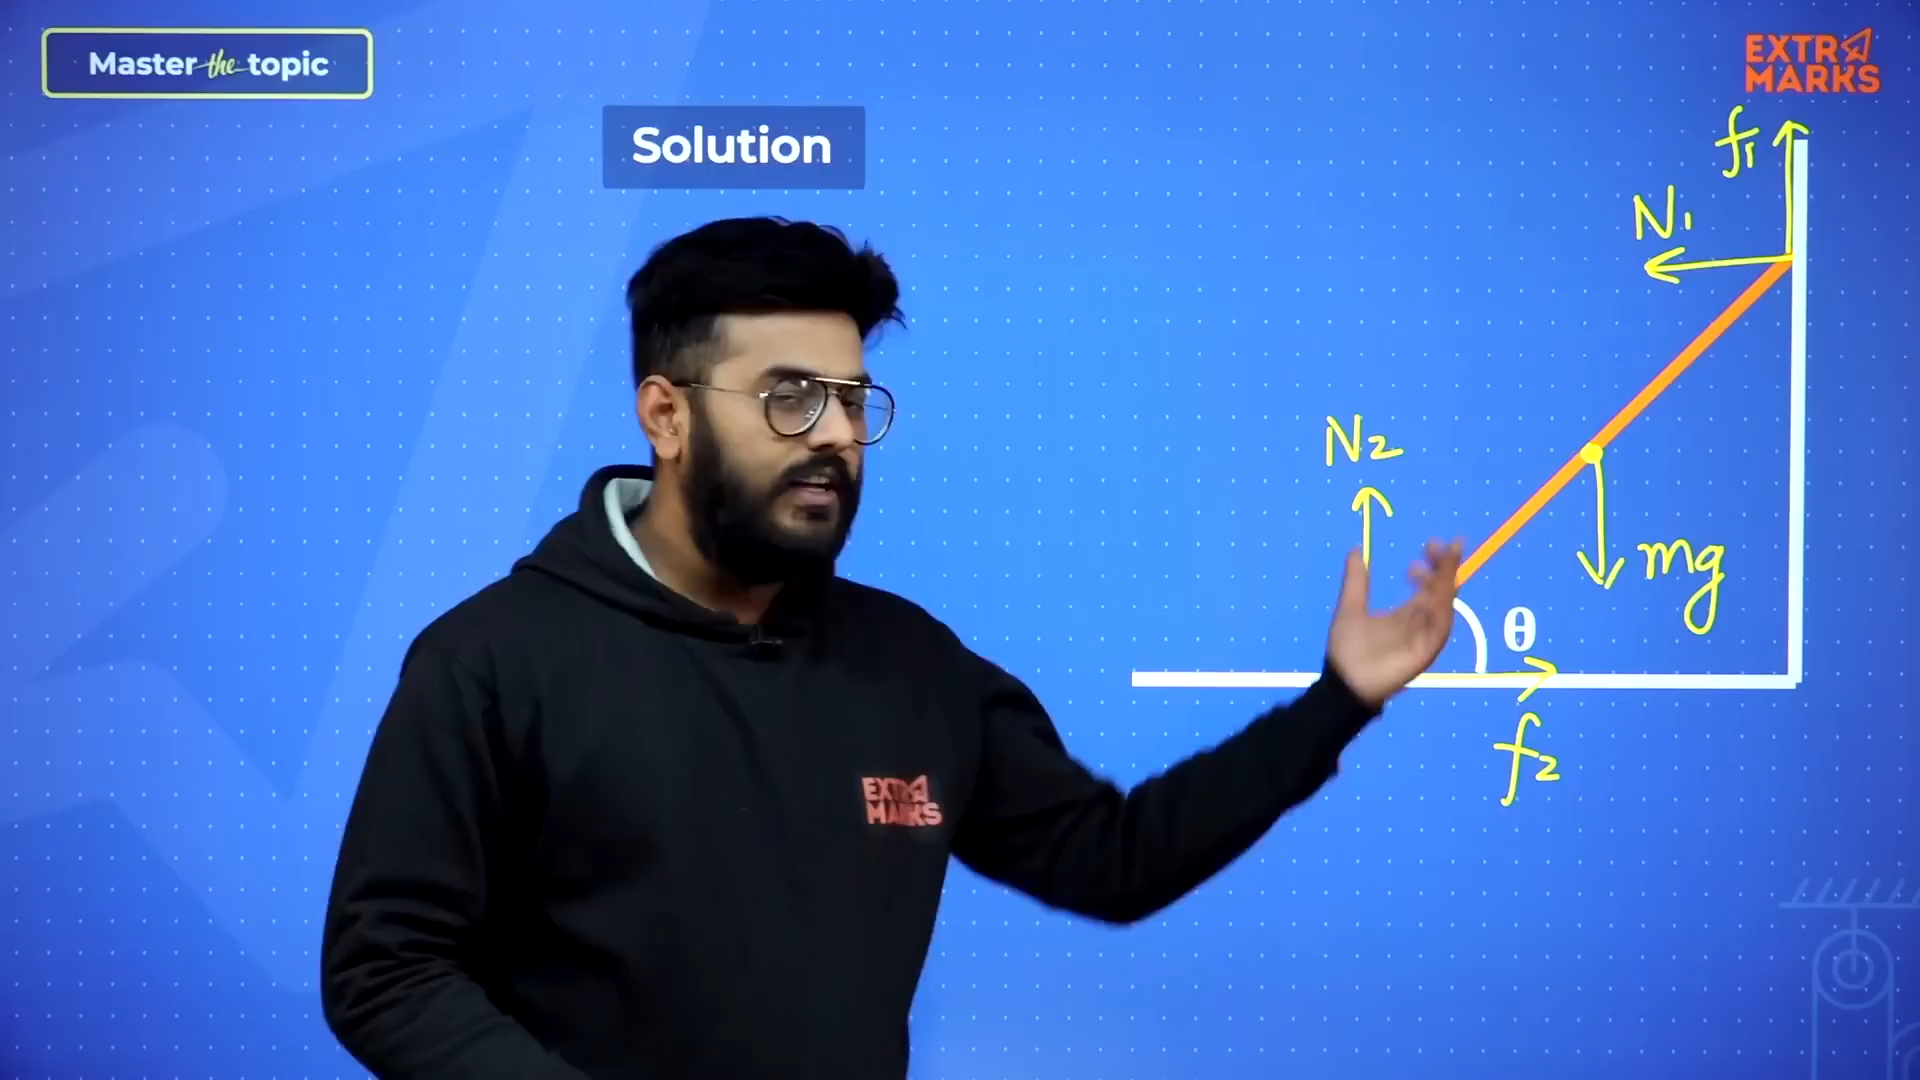 Master the topic
EXTRA
MARKS
Solution
f1
N1
N2
mg
θ
f2
EXTRA
MARKS